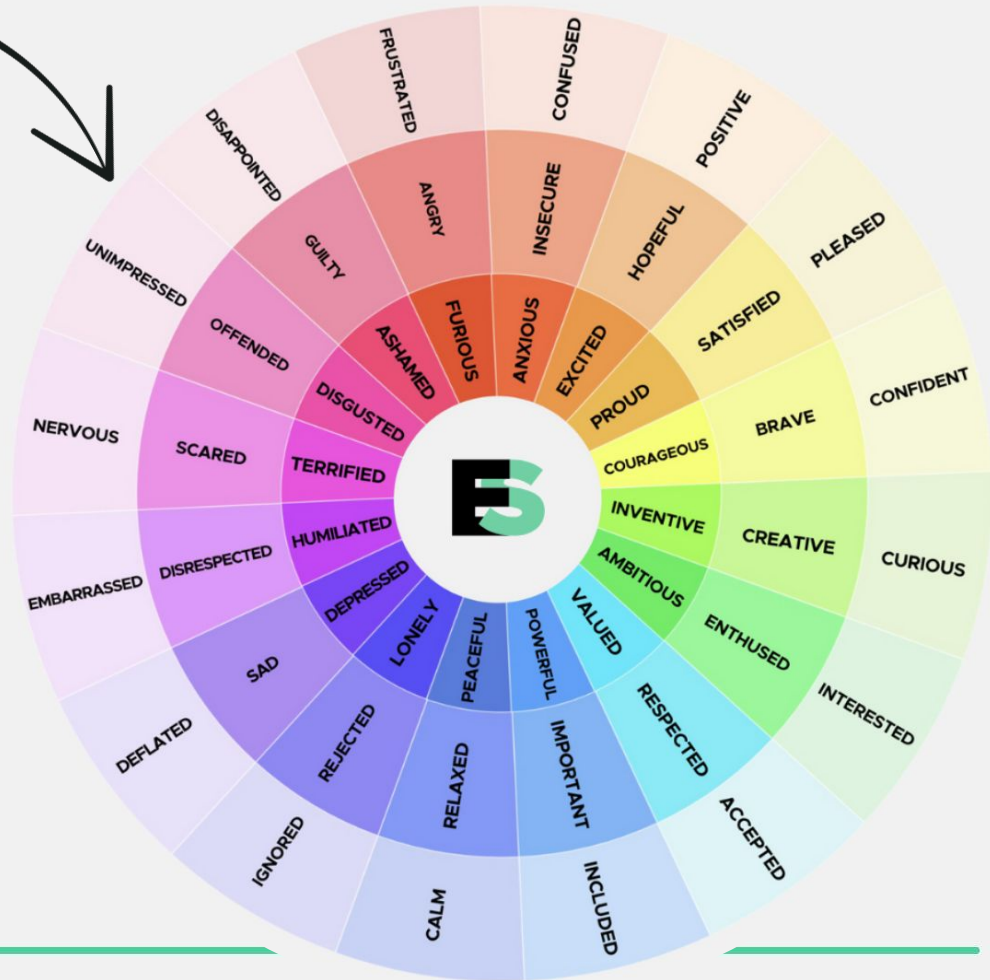 CONFUSED
POSITIVE
PLEASED
CONFIDENT
CURIOUS
INTERESTED
ACCEPTED
INCLUDED
CALM
IGNORED
DEFLATED
EMBARRASSED
NERVOUS
UNIMPRESSED
DISAPPOINTED
FRUSTRATED
INSECURE
HOPEFUL
SATISFIED
BRAVE
CREATIVE
ENTHUSED
RESPECTED
IMPORTANT
RELAXED
REJECTED
SAD
DISRESPECTED
SCARED
OFFENDED
GUILTY
ANGRY
ANXIOUS
EXCITED
PROUD
COURAGEOUS
INVENTIVE
AMBITIOUS
VALUED
POWERFUL
PEACEFUL
LONELY
DEPRESSED
HUMILIATED
TERRIFIED
DISGUSTED
ASHAMED
FURIOUS
ES